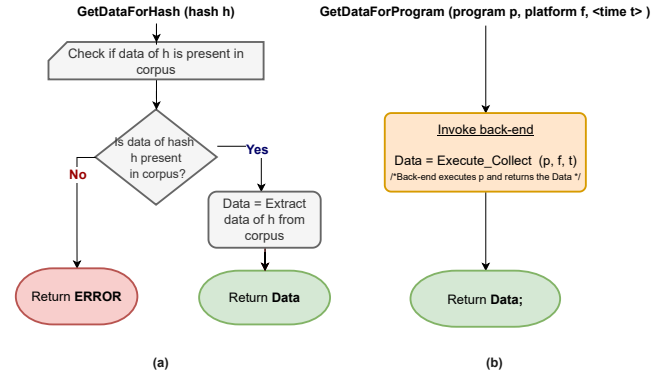 GetDataForHash (hash h)
Check if data of h is present in
corpus
Is data of hash
h present
in corpus?
No
Yes
Data = Extract
data of h from
corpus
Return ERROR
Return Data
(a)
GetDataForProgram (program p, platform f, <time t> )
Invoke back-end
Data = Execute_Collect (p, f, t)
/*Back-end executes p and returns the Data */
Return Data;
(b)